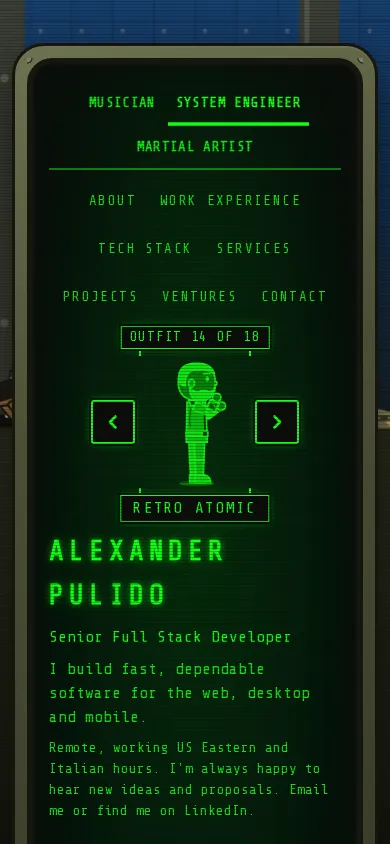 MUSICIAN SYSTEM ENGINEER
MARTIAL ARTIST
ABOUT WORK EXPERIENCE
TECH STACK SERVICES
PROJECTS VENTURES CONTACT
OUTFIT 14 OF 18
RETRO ATOMIC
ALEXANDER
PULIDO
Senior Full Stack Developer
I build fast, dependable
software for the web, desktop
and mobile.
Remote, working US Eastern and
Italian hours. I'm always happy to
hear new ideas and proposals. Email
me or find me on LinkedIn.